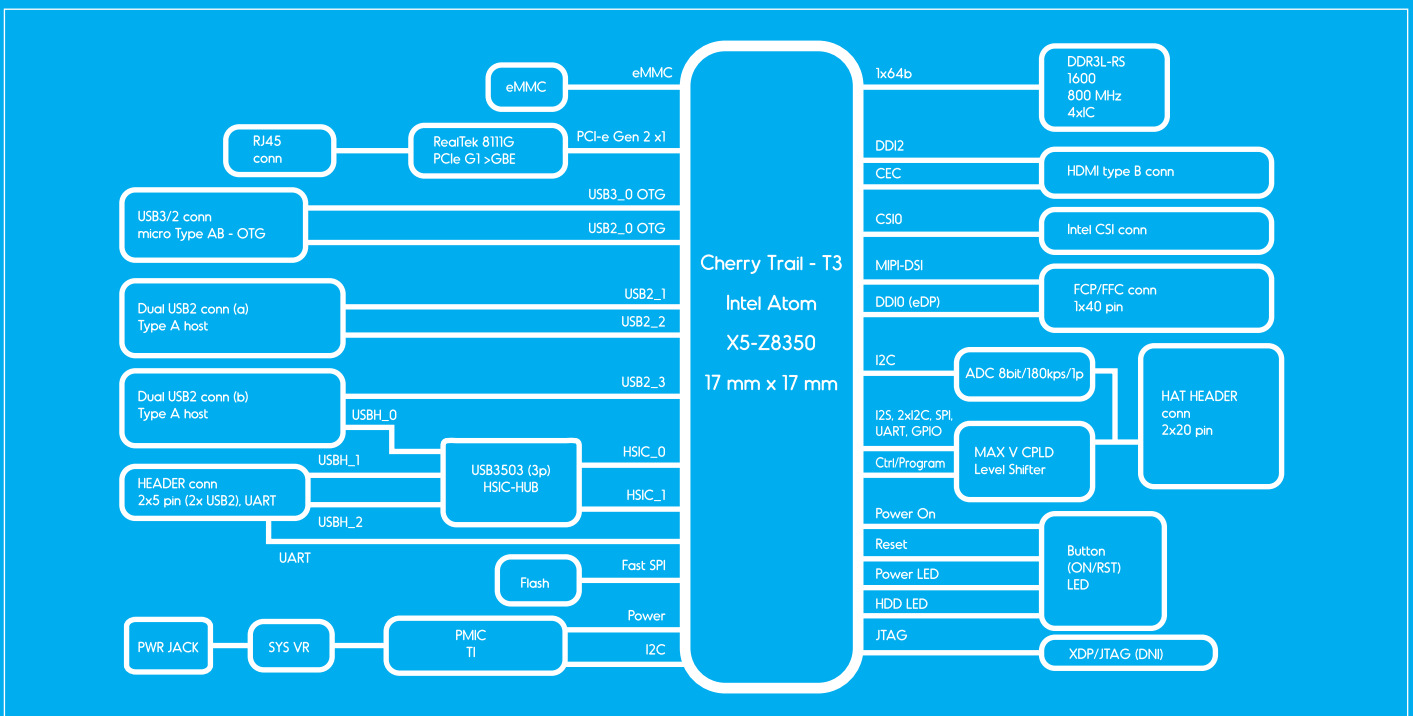 eMMC
eMMC
RJ45
conn
RealTek 8111G
PCIe G1 >GBE
PCI-e Gen 2 x1
USB3/2 conn
micro Type AB - OTG
USB3_0 OTG
USB2_0 OTG
Dual USB2 conn (a)
Type A host
USB2_1
USB2_2
Dual USB2 conn (b)
Type A host
USB2_3
USBH_0
USBH_1
HEADER conn
2x5 pin (2x USB2), UART
USBH_2
UART
USB3503 (3p)
HSIC-HUB
HSIC_0
HSIC_1
Flash
Fast SPI
PWR JACK
SYS VR
PMIC
TI
Power
I2C
Cherry Trail - T3
Intel Atom
X5-Z8350
17 mm x 17 mm
1x64b
DDR3L-RS
1600
800 MHz
4xIC
DDI2
CEC
HDMI type B conn
CSI0
Intel CSI conn
MIPI-DSI
DDI0 (eDP)
FCP/FFC conn
1x40 pin
I2C
ADC 8bit/180kps/1p
I2S, 2xI2C, SPI,
UART, GPIO
Ctrl/Program
MAX V CPLD
Level Shifter
HAT HEADER
conn
2x20 pin
Power On
Reset
Power LED
HDD LED
Button
(ON/RST)
LED
JTAG
XDP/JTAG (DNI)